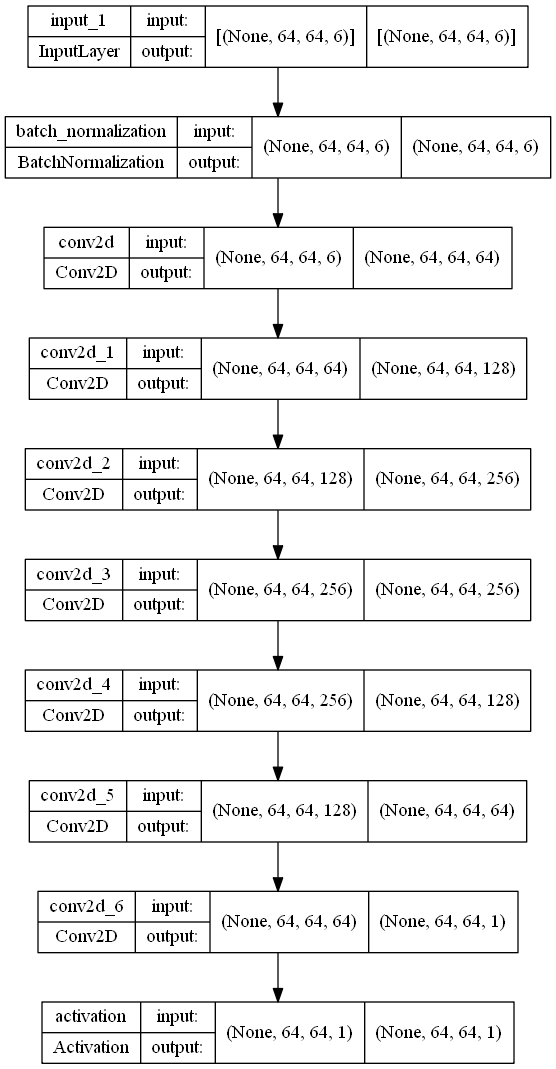 input_1 input: [(None, 64, 64, 6)] [(None, 64, 64, 6)]
InputLayer output:
batch_normalization input: (None, 64, 64, 6) (None, 64, 64, 6)
BatchNormalization output:
conv2d input: (None, 64, 64, 6) (None, 64, 64, 64)
Conv2D output:
conv2d_1 input: (None, 64, 64, 64) (None, 64, 64, 128)
Conv2D output:
conv2d_2 input: (None, 64, 64, 128) (None, 64, 64, 256)
Conv2D output:
conv2d_3 input: (None, 64, 64, 256) (None, 64, 64, 256)
Conv2D output:
conv2d_4 input: (None, 64, 64, 256) (None, 64, 64, 128)
Conv2D output:
conv2d_5 input: (None, 64, 64, 128) (None, 64, 64, 64)
Conv2D output:
conv2d_6 input: (None, 64, 64, 64) (None, 64, 64, 1)
Conv2D output:
activation input: (None, 64, 64, 1) (None, 64, 64, 1)
Activation output: